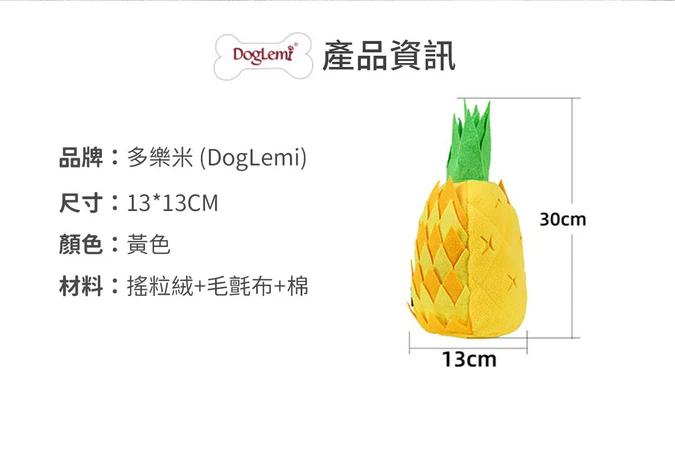 DogLemi® 產品資訊
品牌：多樂米 (DogLemi)
尺寸：13*13CM
顏色：黃色
材料：搖粒絨+毛氈布+棉
30cm
13cm